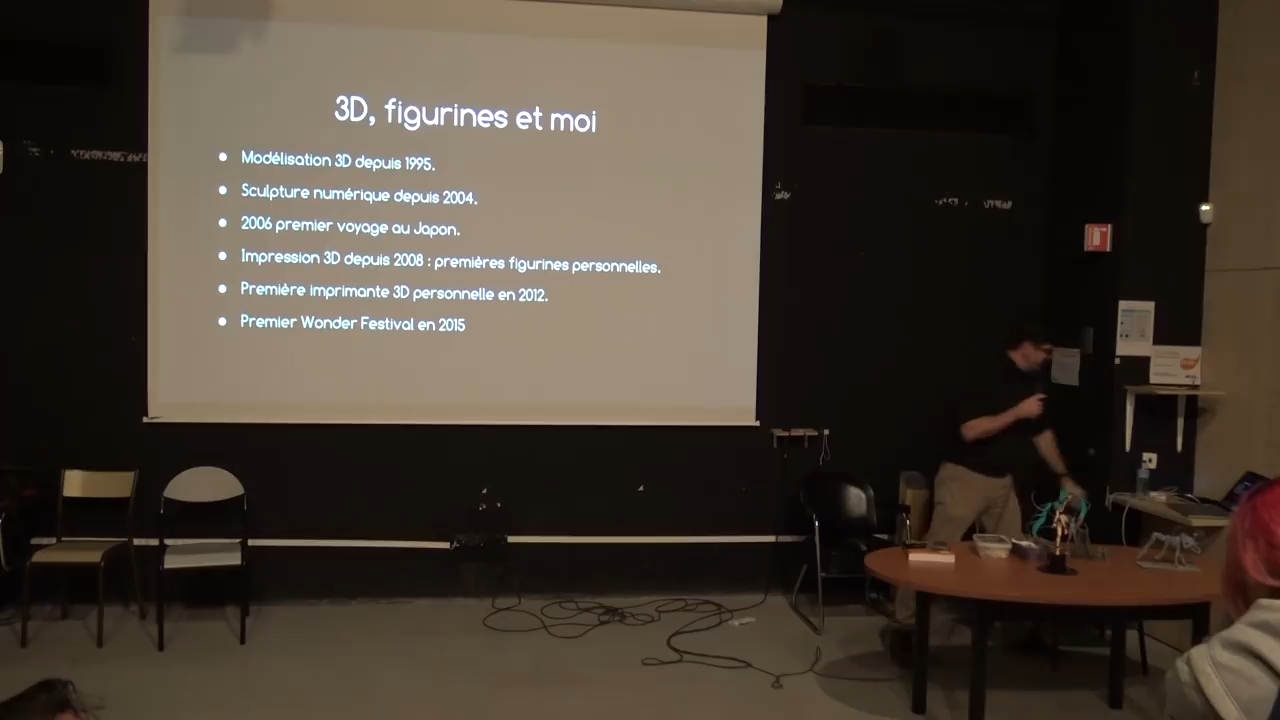 3D, figurines et moi
Modélisation 3D depuis 1995.
Sculpture numérique depuis 2004.
2006 premier voyage au Japon.
Impression 3D depuis 2008 : premières figurines personnelles.
Première imprimante 3D personnelle en 2012.
Premier Wonder Festival en 2015